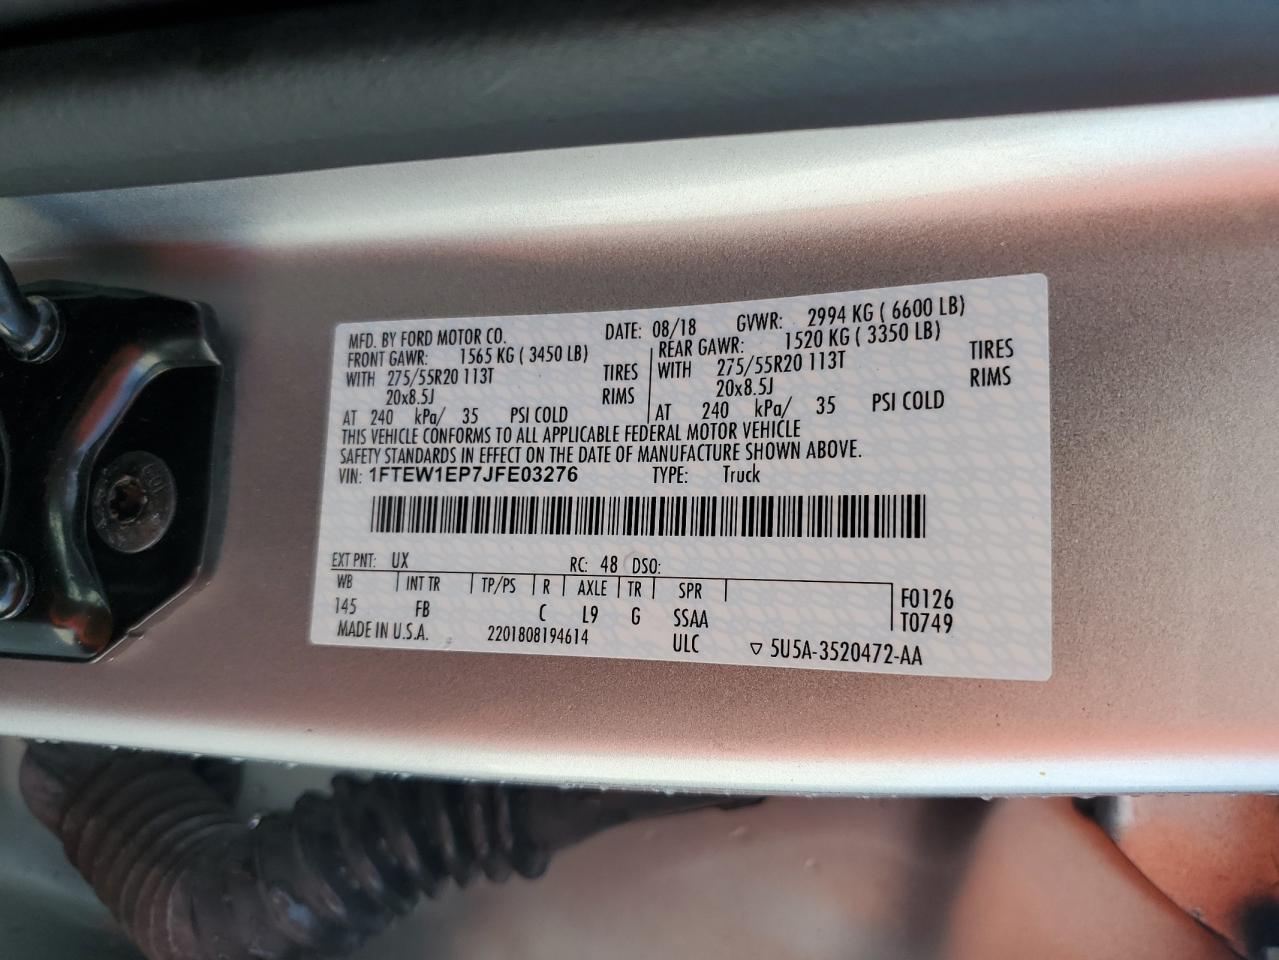 MFD. BY FORD MOTOR CO. DATE: 08/18 GVWR: 2994 KG ( 6600 LB)
FRONT GAWR: 1565 KG ( 3450 LB) REAR GAWR: 1520 KG ( 3350 LB)
WITH 275/55R20 113T TIRES WITH 275/55R20 113T TIRES
20x8.5J RIMS 20x8.5J RIMS
AT 240 kPa/ 35 PSI COLD AT 240 kPa/ 35 PSI COLD
THIS VEHICLE CONFORMS TO ALL APPLICABLE FEDERAL MOTOR VEHICLE
SAFETY STANDARDS IN EFFECT ON THE DATE OF MANUFACTURE SHOWN ABOVE.
VIN: 1FTEW1EP7JFE03276 TYPE: Truck
EXT PNT: UX RC: 48 DSO:
WB INT TR TP/PS R AXLE TR SPR F0126
145 FB C L9 G SSAA T0749
MADE IN U.S.A. 2201808194614 ULC ▽ 5U5A-3520472-AA